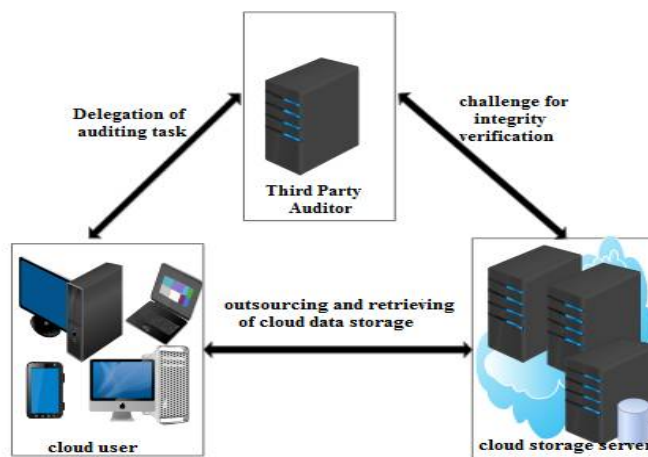 Delegation of
auditing task
challenge for
integrity
verification
Third Party
Auditor
outsourcing and retrieving
of cloud data storage
cloud user
cloud storage server